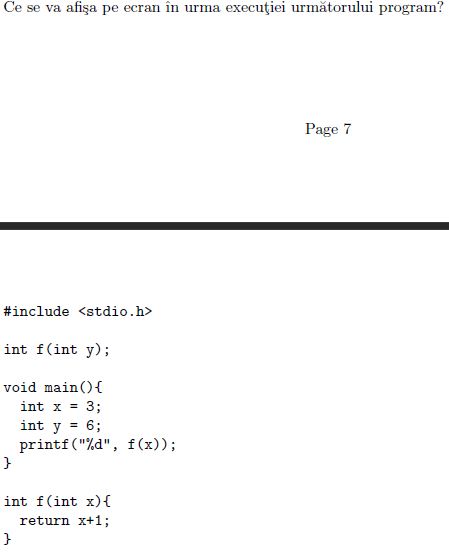 Ce se va afişa pe ecran în urma execuţiei următorului program?
Page 7
#include <stdio.h>
int f(int y);
void main(){
  int x = 3;
  int y = 6;
  printf("%d", f(x));
}
int f(int x){
  return x+1;
}